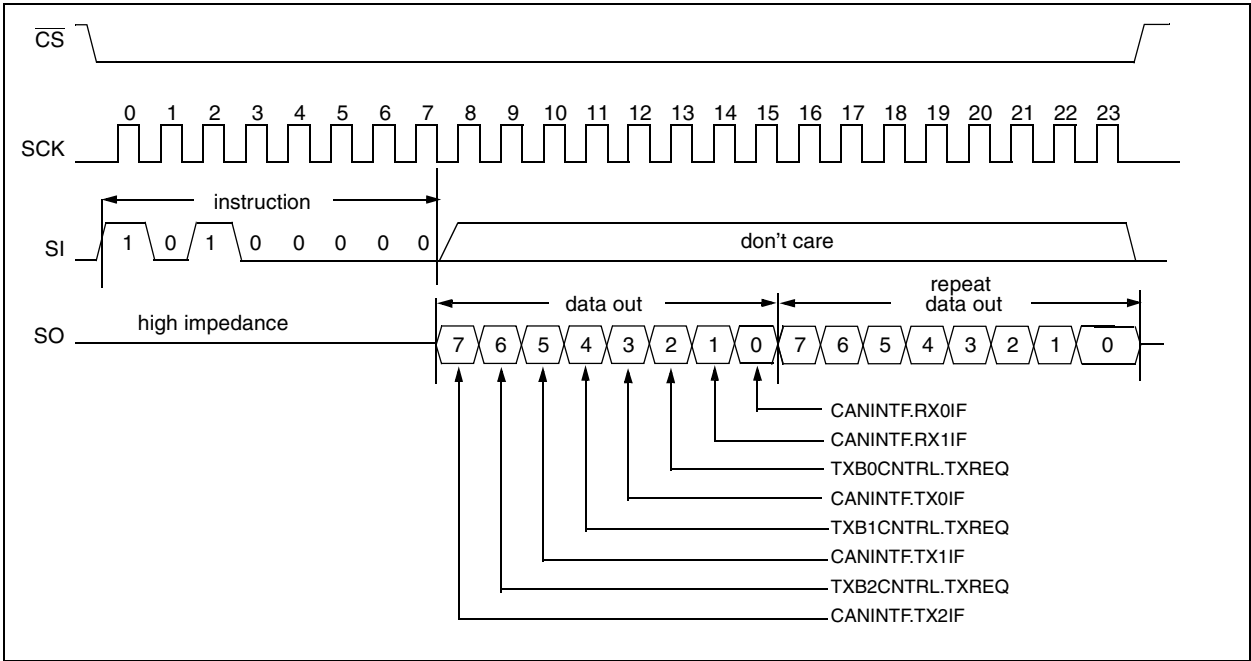 CS
0 1 2 3 4 5 6 7 8 9 10 11 12 13 14 15 16 17 18 19 20 21 22 23
SCK
instruction
SI 1 0 1 0 0 0 0 0 don't care
repeat
data out data out
high impedance
SO 7 6 5 4 3 2 1 0 7 6 5 4 3 2 1 0
CANINTF.RX0IF
CANINTF.RX1IF
TXB0CNTRL.TXREQ
CANINTF.TX0IF
TXB1CNTRL.TXREQ
CANINTF.TX1IF
TXB2CNTRL.TXREQ
CANINTF.TX2IF